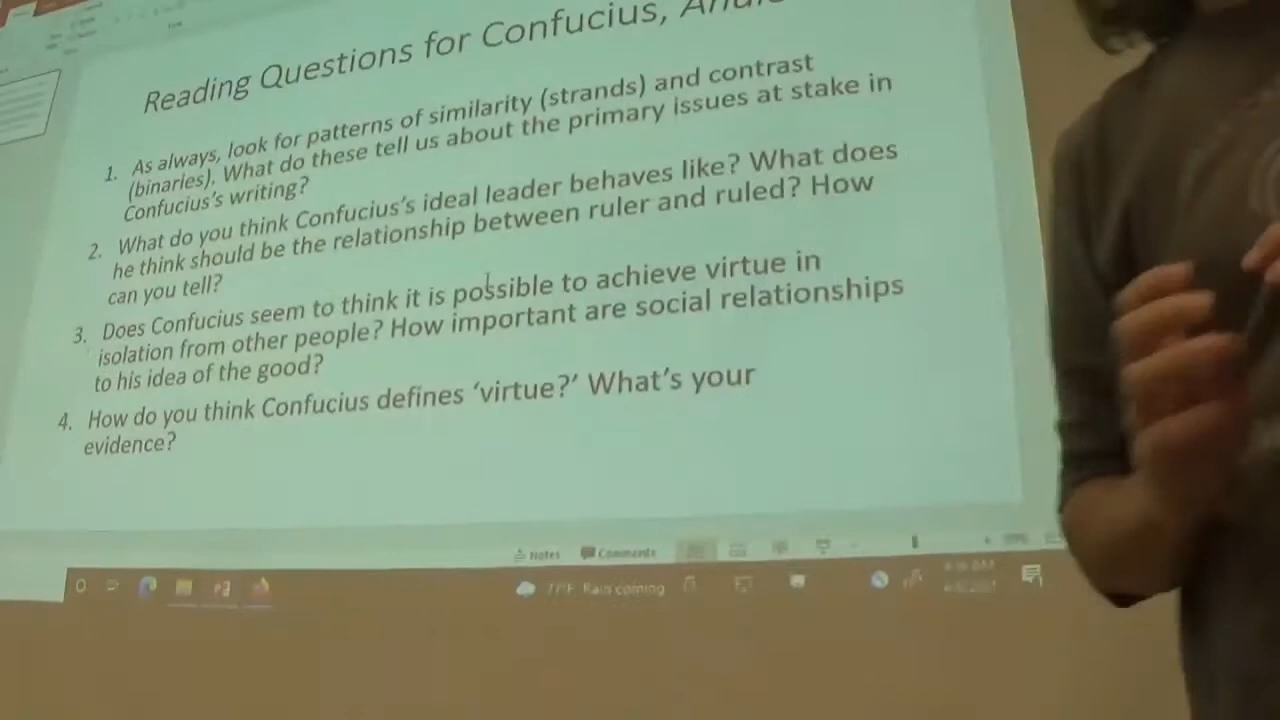 Reading Questions for Confucius,
1. As always, look for patterns of similarity (strands) and contrast
(binaries). What do these tell us about the primary issues at stake in
Confucius's writing?
2. What do you think Confucius's ideal leader behaves like? What does
he think should be the relationship between ruler and ruled? How
can you tell?
3. Does Confucius seem to think it is possible to achieve virtue in
isolation from other people? How important are social relationships
to his idea of the good?
4. How do you think Confucius defines ‘virtue?’ What's your
evidence?
Notes Comments
Rain coming